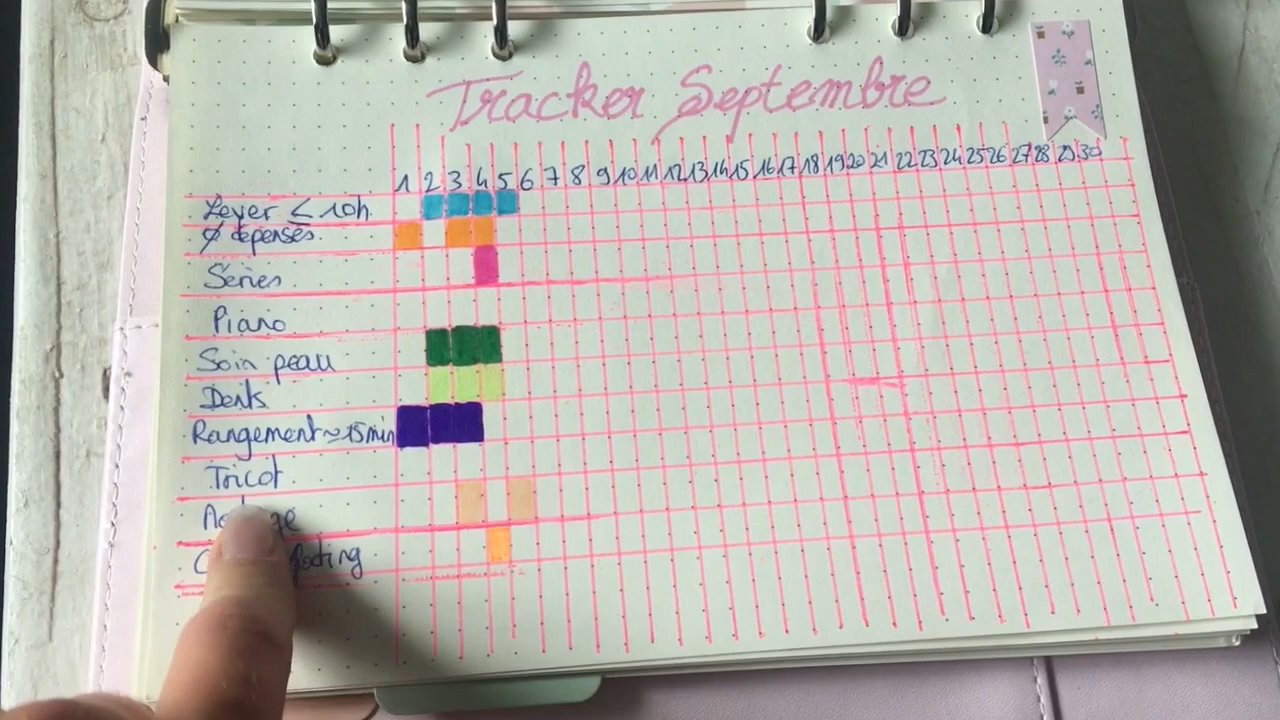 Tracker Septembre
1 2 3 4 5 6 7 8 9 10 11 12 13 14 15 16 17 18 19 20 21 22 23 24 25 26 27 28 29 30
Lever ≤ 10h
∅ dépenses
Séries
Piano
Soin peau
Dents
Rangement ≃ 15min
Tricot